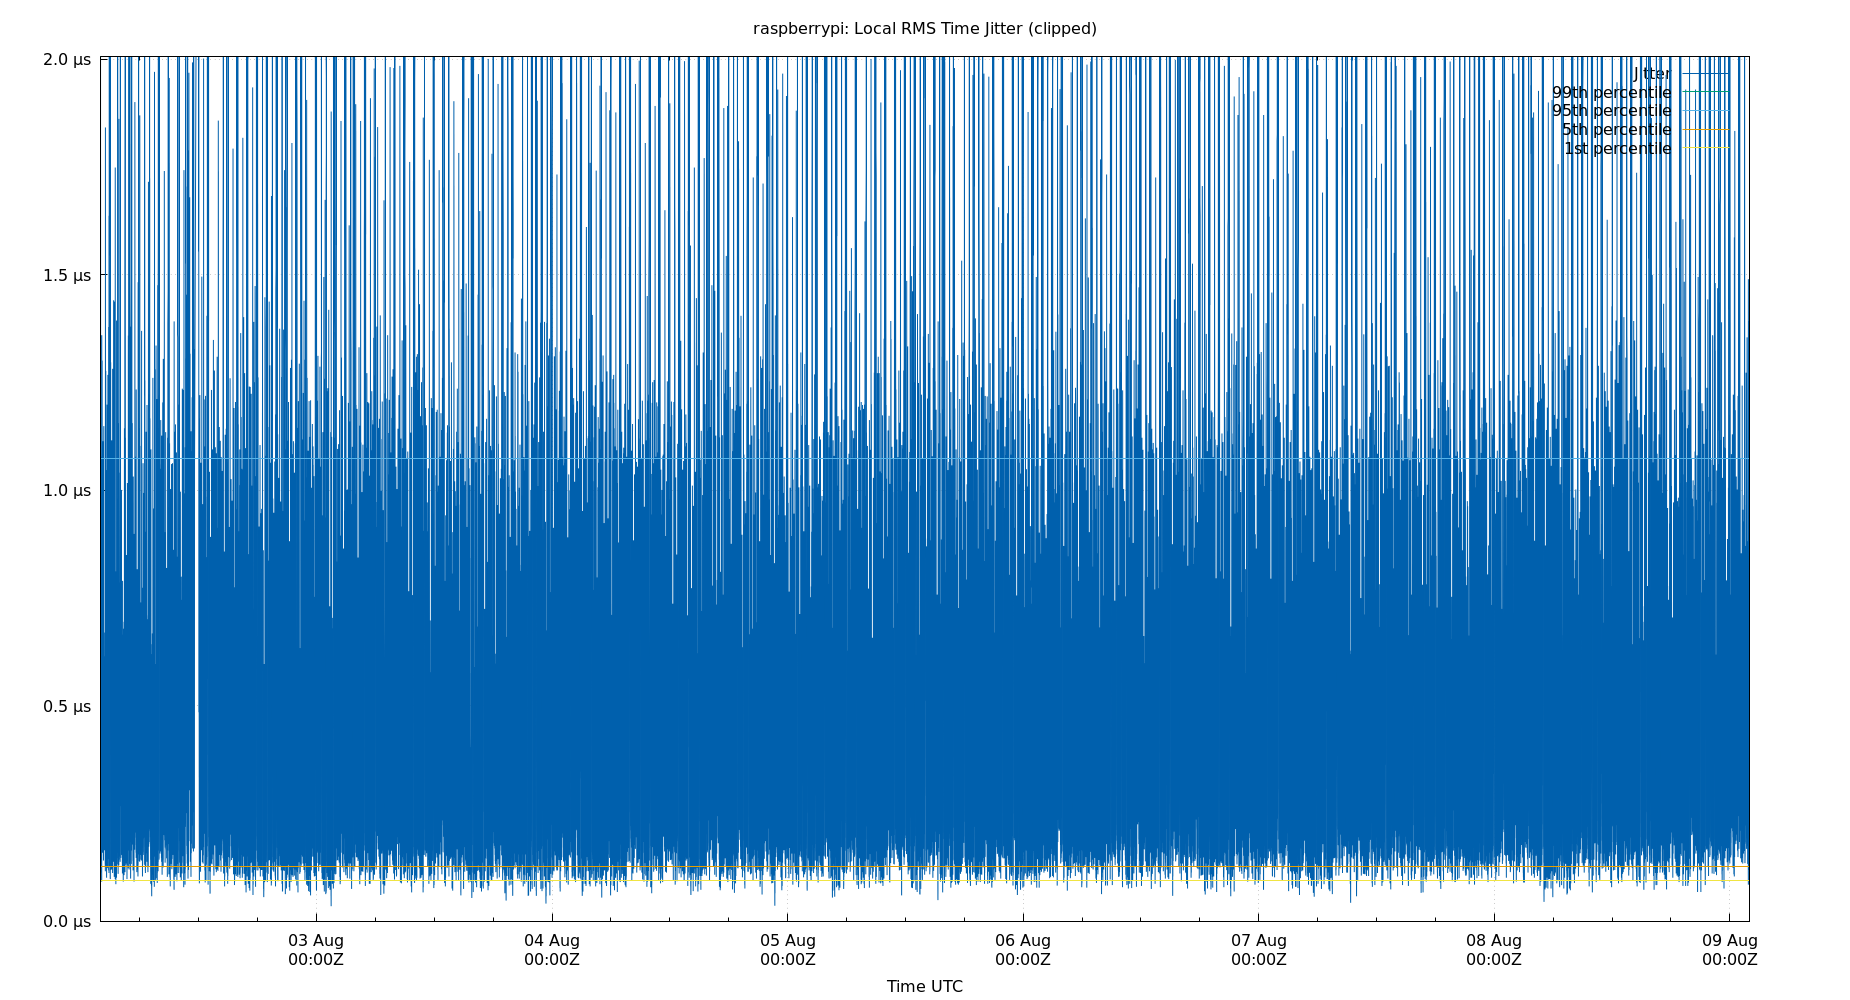 raspberrypi: Local RMS Time Jitter (clipped)
2.0 µs
1.5 µs
1.0 µs
0.5 µs
0.0 µs
Jitter
99th percentile
95th percentile
5th percentile
1st percentile
03 Aug
00:00Z
04 Aug
00:00Z
05 Aug
00:00Z
06 Aug
00:00Z
07 Aug
00:00Z
08 Aug
00:00Z
09 Aug
00:00Z
Time UTC